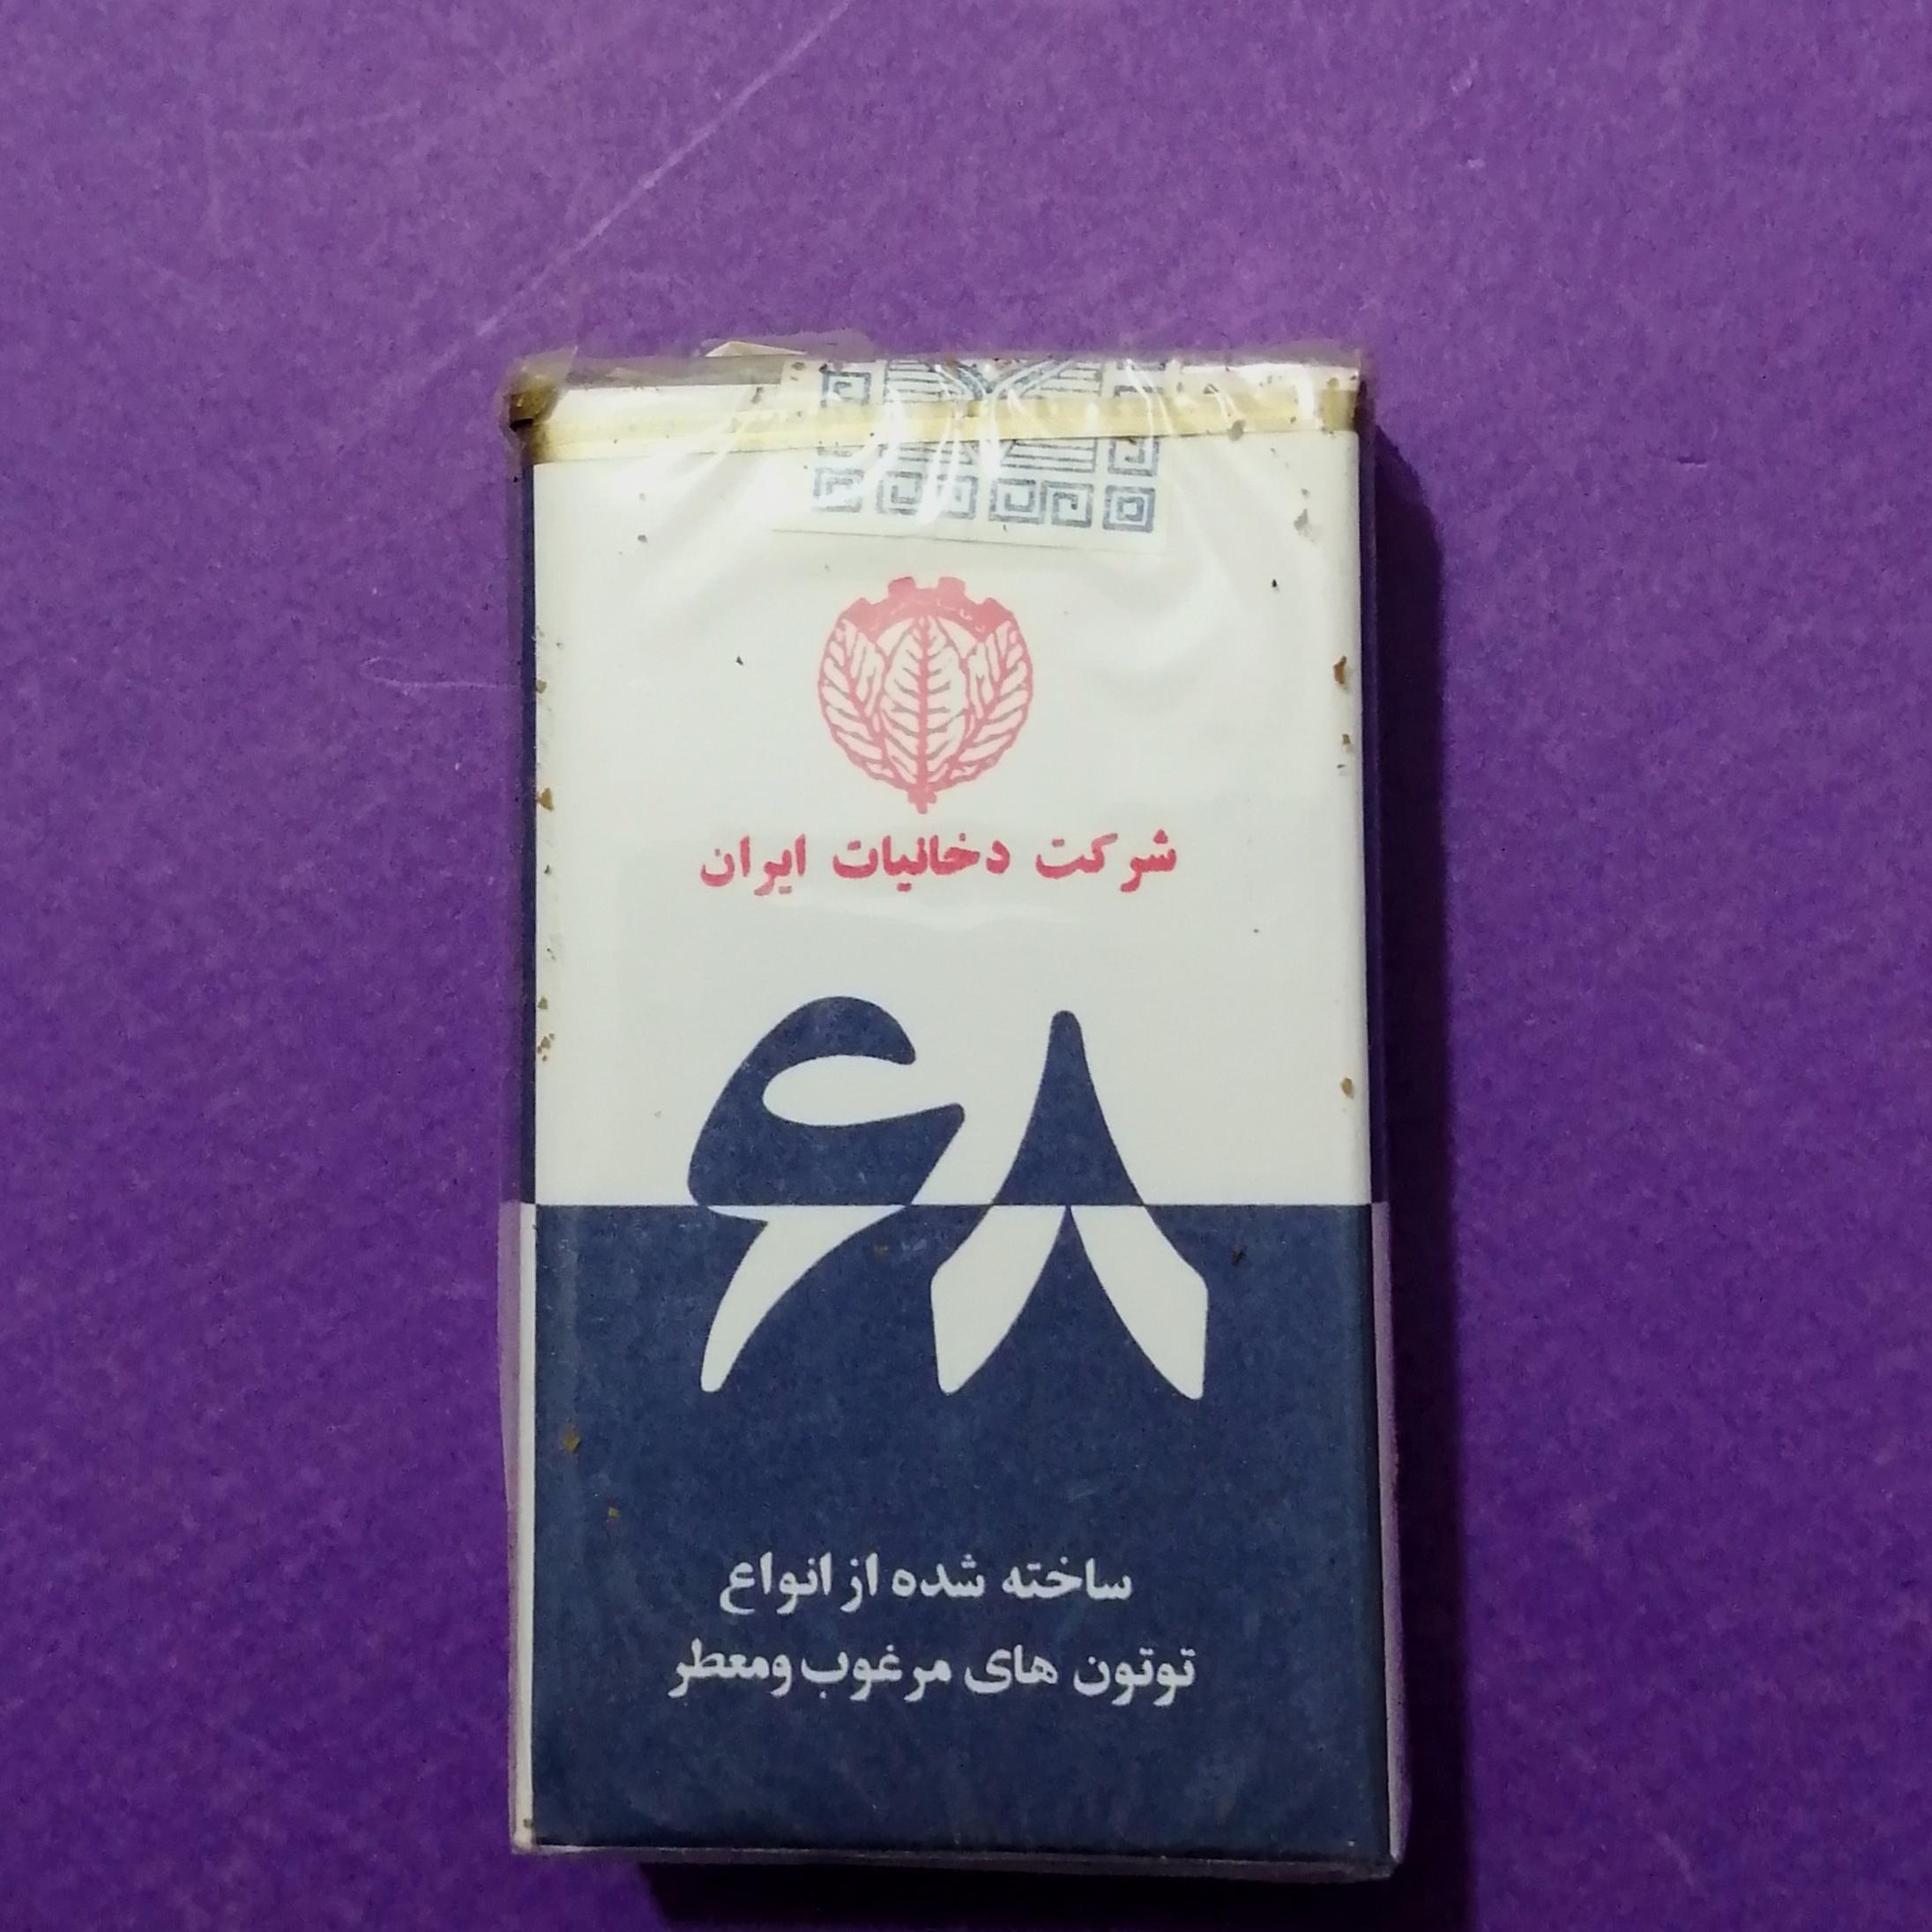 شرکت دخانیات ایران
۶۸
ساخته شده از انواع
توتون های مرغوب ومعطر